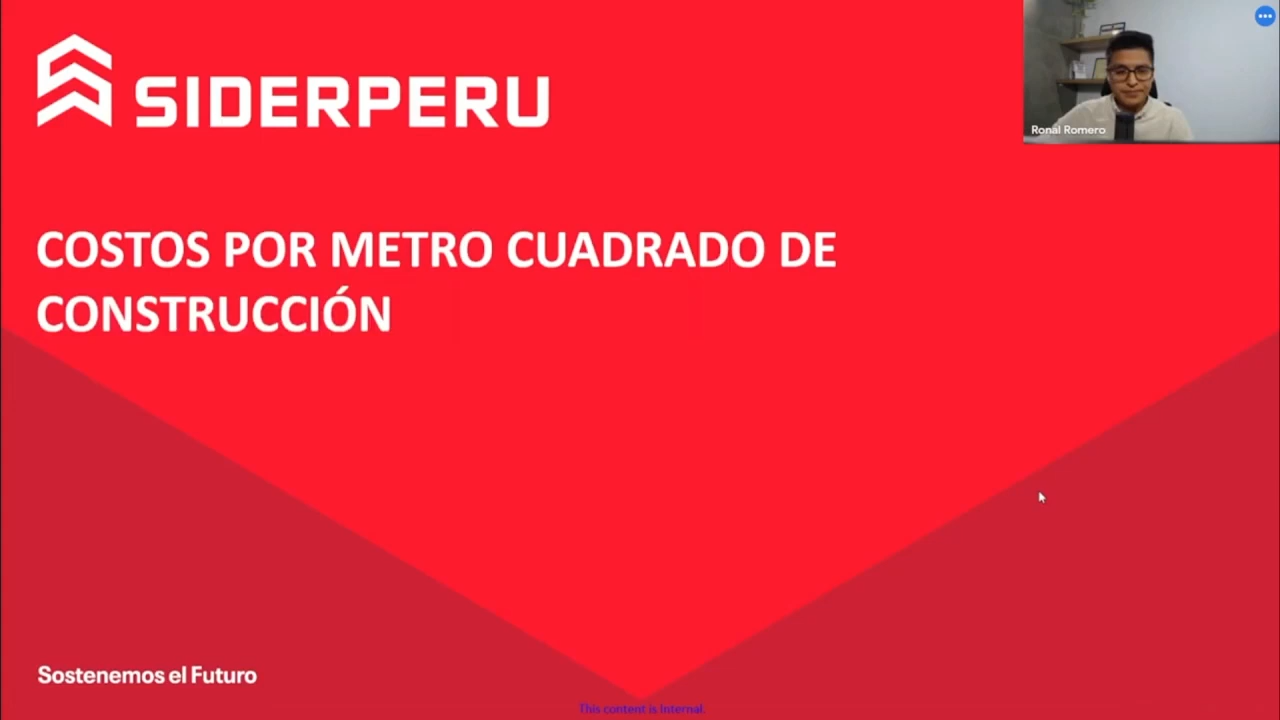 SIDERPERU
Ronal Romero
COSTOS POR METRO CUADRADO DE
CONSTRUCCIÓN
Sostenemos el Futuro
This content is Internal.